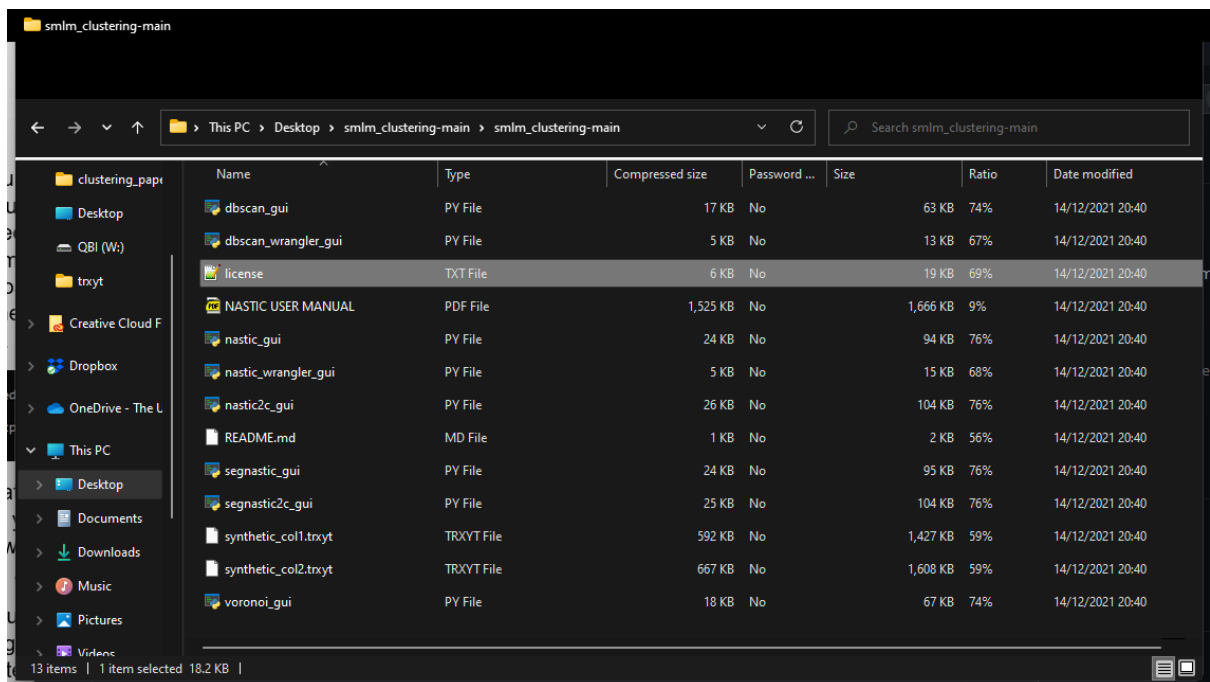 smlm_clustering-main
This PC > Desktop > smlm_clustering-main > smlm_clustering-main
Search smlm_clustering-main
Name Type Compressed size Password ... Size Ratio Date modified
dbscan_gui PY File 17 KB No 63 KB 74% 14/12/2021 20:40
dbscan_wrangler_gui PY File 5 KB No 13 KB 67% 14/12/2021 20:40
license TXT File 6 KB No 19 KB 69% 14/12/2021 20:40
NASTIC USER MANUAL PDF File 1,525 KB No 1,666 KB 9% 14/12/2021 20:40
nastic_gui PY File 24 KB No 94 KB 76% 14/12/2021 20:40
nastic_wrangler_gui PY File 5 KB No 15 KB 68% 14/12/2021 20:40
nastic2c_gui PY File 26 KB No 104 KB 76% 14/12/2021 20:40
README.md MD File 1 KB No 2 KB 56% 14/12/2021 20:40
segnastic_gui PY File 24 KB No 95 KB 76% 14/12/2021 20:40
segnastic2c_gui PY File 25 KB No 104 KB 76% 14/12/2021 20:40
synthetic_col1.trxyt TRXYT File 592 KB No 1,427 KB 59% 14/12/2021 20:40
synthetic_col2.trxyt TRXYT File 667 KB No 1,608 KB 59% 14/12/2021 20:40
voronoi_gui PY File 18 KB No 67 KB 74% 14/12/2021 20:40
clustering_pape
Desktop
QBI (W:)
trxyt
Creative Cloud F
Dropbox
OneDrive - The U
This PC
Desktop
Documents
Downloads
Music
Pictures
Videos
13 items | 1 item selected 18.2 KB |